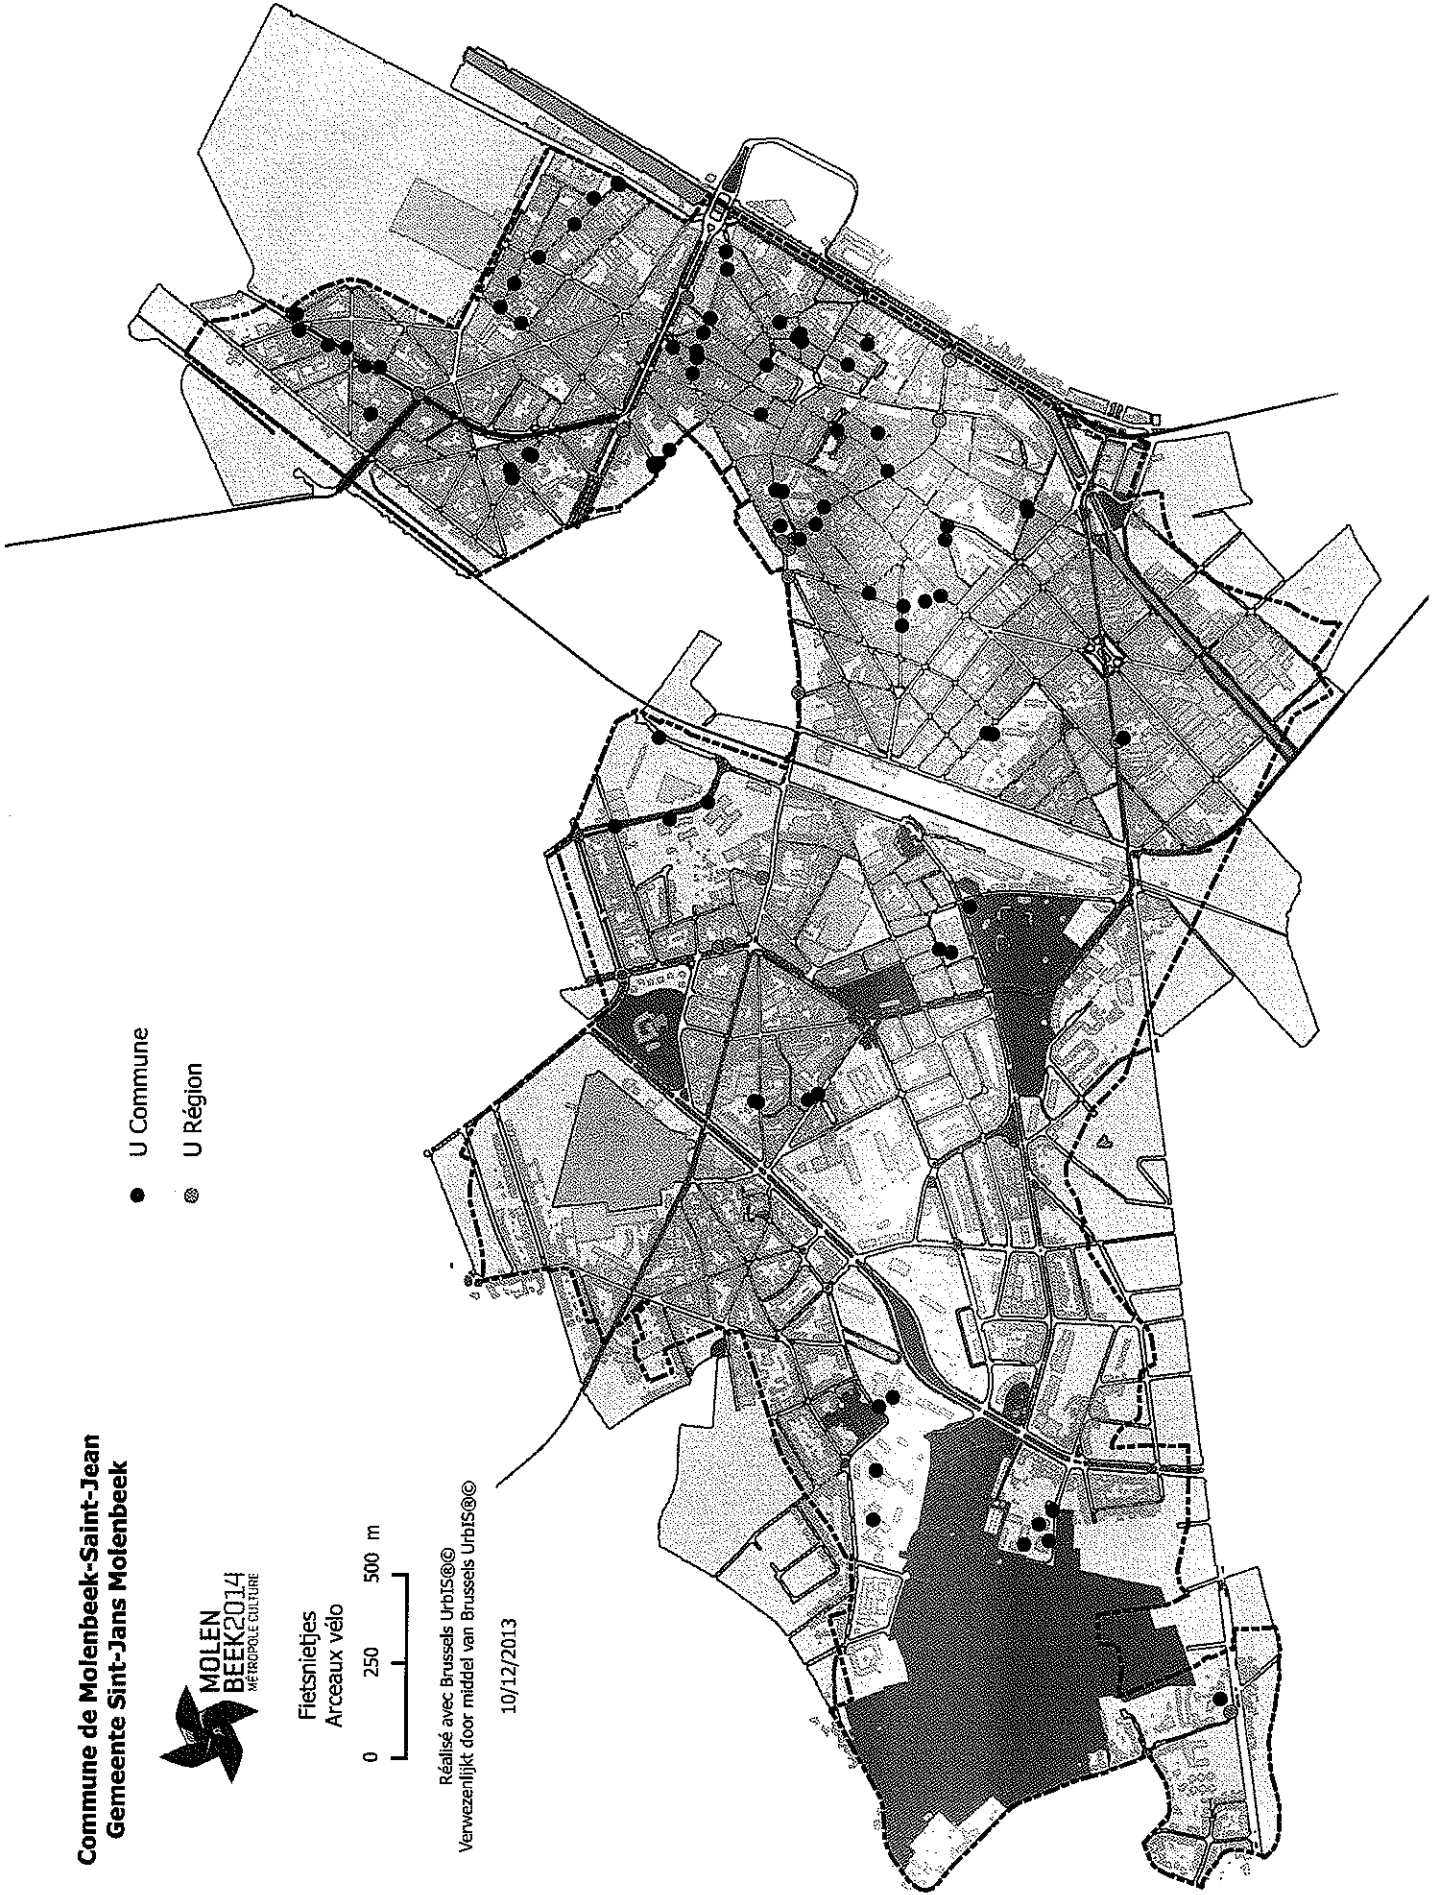 Commune de Molenbeek-Saint-Jean
Gemeente Sint-Jans Molenbeek
MOLEN
BEEK2014
MÉTROPOLE CULTURE
Fietsnietjes
Arceaux vélo
0 250 500 m
Réalisé avec Brussels UrbIS®©
Verwezenlijkt door middel van Brussels UrbIS®©
10/12/2013
U Commune
U Région